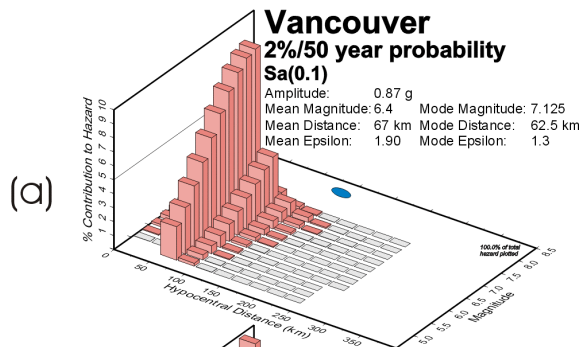 Vancouver
2%/50 year probability
Sa(0.1)
Amplitude: 0.87 g
Mean Magnitude: 6.4 Mode Magnitude: 7.125
Mean Distance: 67 km Mode Distance: 62.5 km
Mean Epsilon: 1.90 Mode Epsilon: 1.3
(a)
% Contribution to Hazard
1 2 3 4 5 6 7 8 9 10
0 50 100 150 200 250 300 350
Hypocentral Distance (km)
100.0% of total
hazard plotted
5.0 5.5 6.0 6.5 7.0 7.5 8.0 8.5
Magnitude